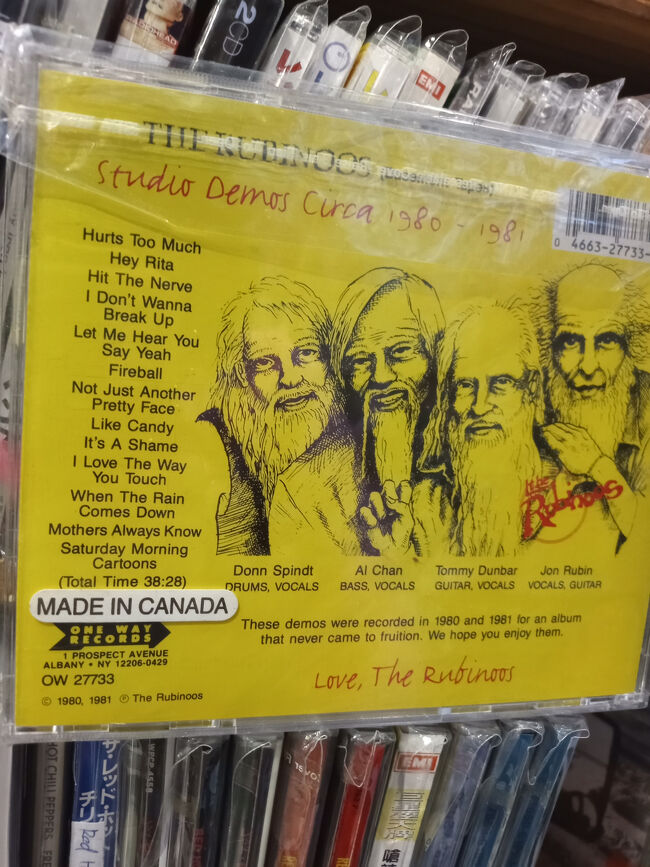 2CD
EMI
THE RUBINOOS
Studio Demos Circa 1980 - 1981
0 4663-27733-
Hurts Too Much
Hey Rita
Hit The Nerve
I Don't Wanna
Break Up
Let Me Hear You
Say Yeah
Fireball
Not Just Another
Pretty Face
Like Candy
It's A Shame
I Love The Way
You Touch
When The Rain
Comes Down
Mothers Always Know
Saturday Morning
Cartoons
(Total Time 38:28)
the Rubinoos
Donn Spindt
DRUMS, VOCALS
Al Chan
BASS, VOCALS
Tommy Dunbar
GUITAR, VOCALS
Jon Rubin
VOCALS, GUITAR
MADE IN CANADA
ONE WAY
RECORDS
1 PROSPECT AVENUE
ALBANY • NY 12206-0429
OW 27733
© 1980, 1981 ℗ The Rubinoos
These demos were recorded in 1980 and 1981 for an album
that never came to fruition. We hope you enjoy them.
Love, The Rubinoos
HOT CHILI PEPPERS
EMI